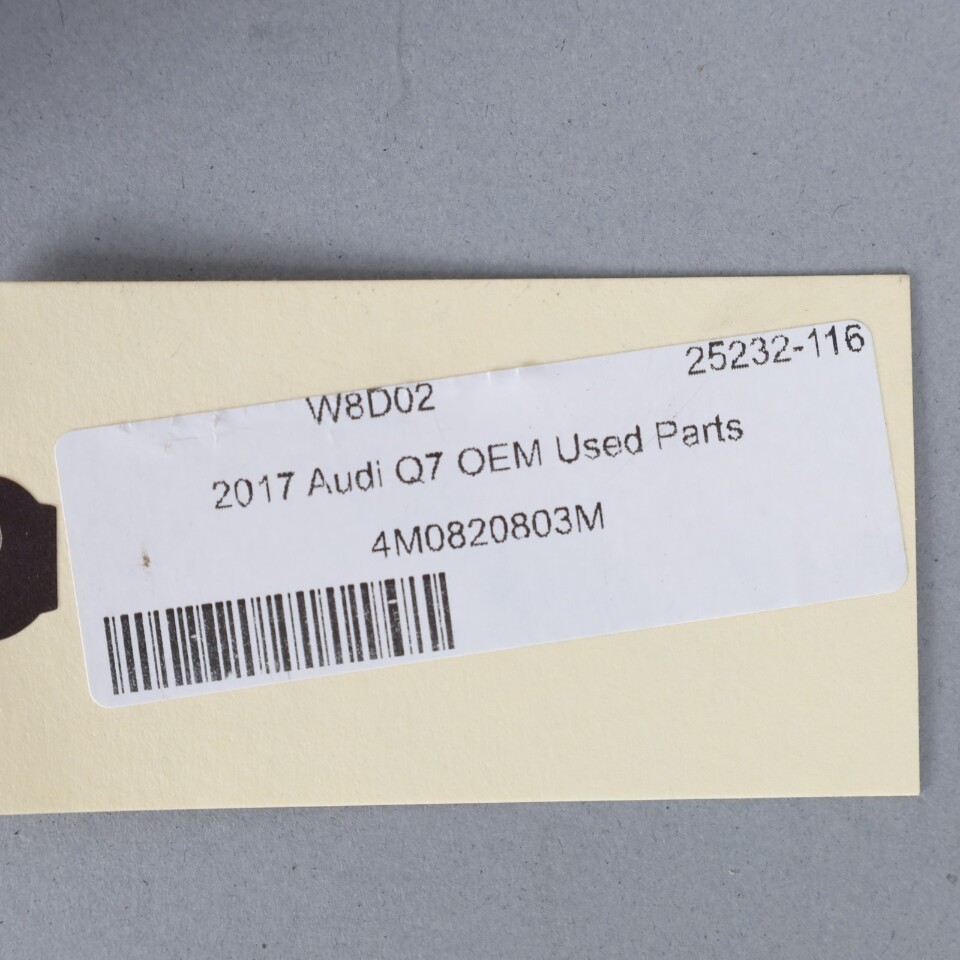 25232-116
W8D02
2017 Audi Q7 OEM Used Parts
4M0820803M